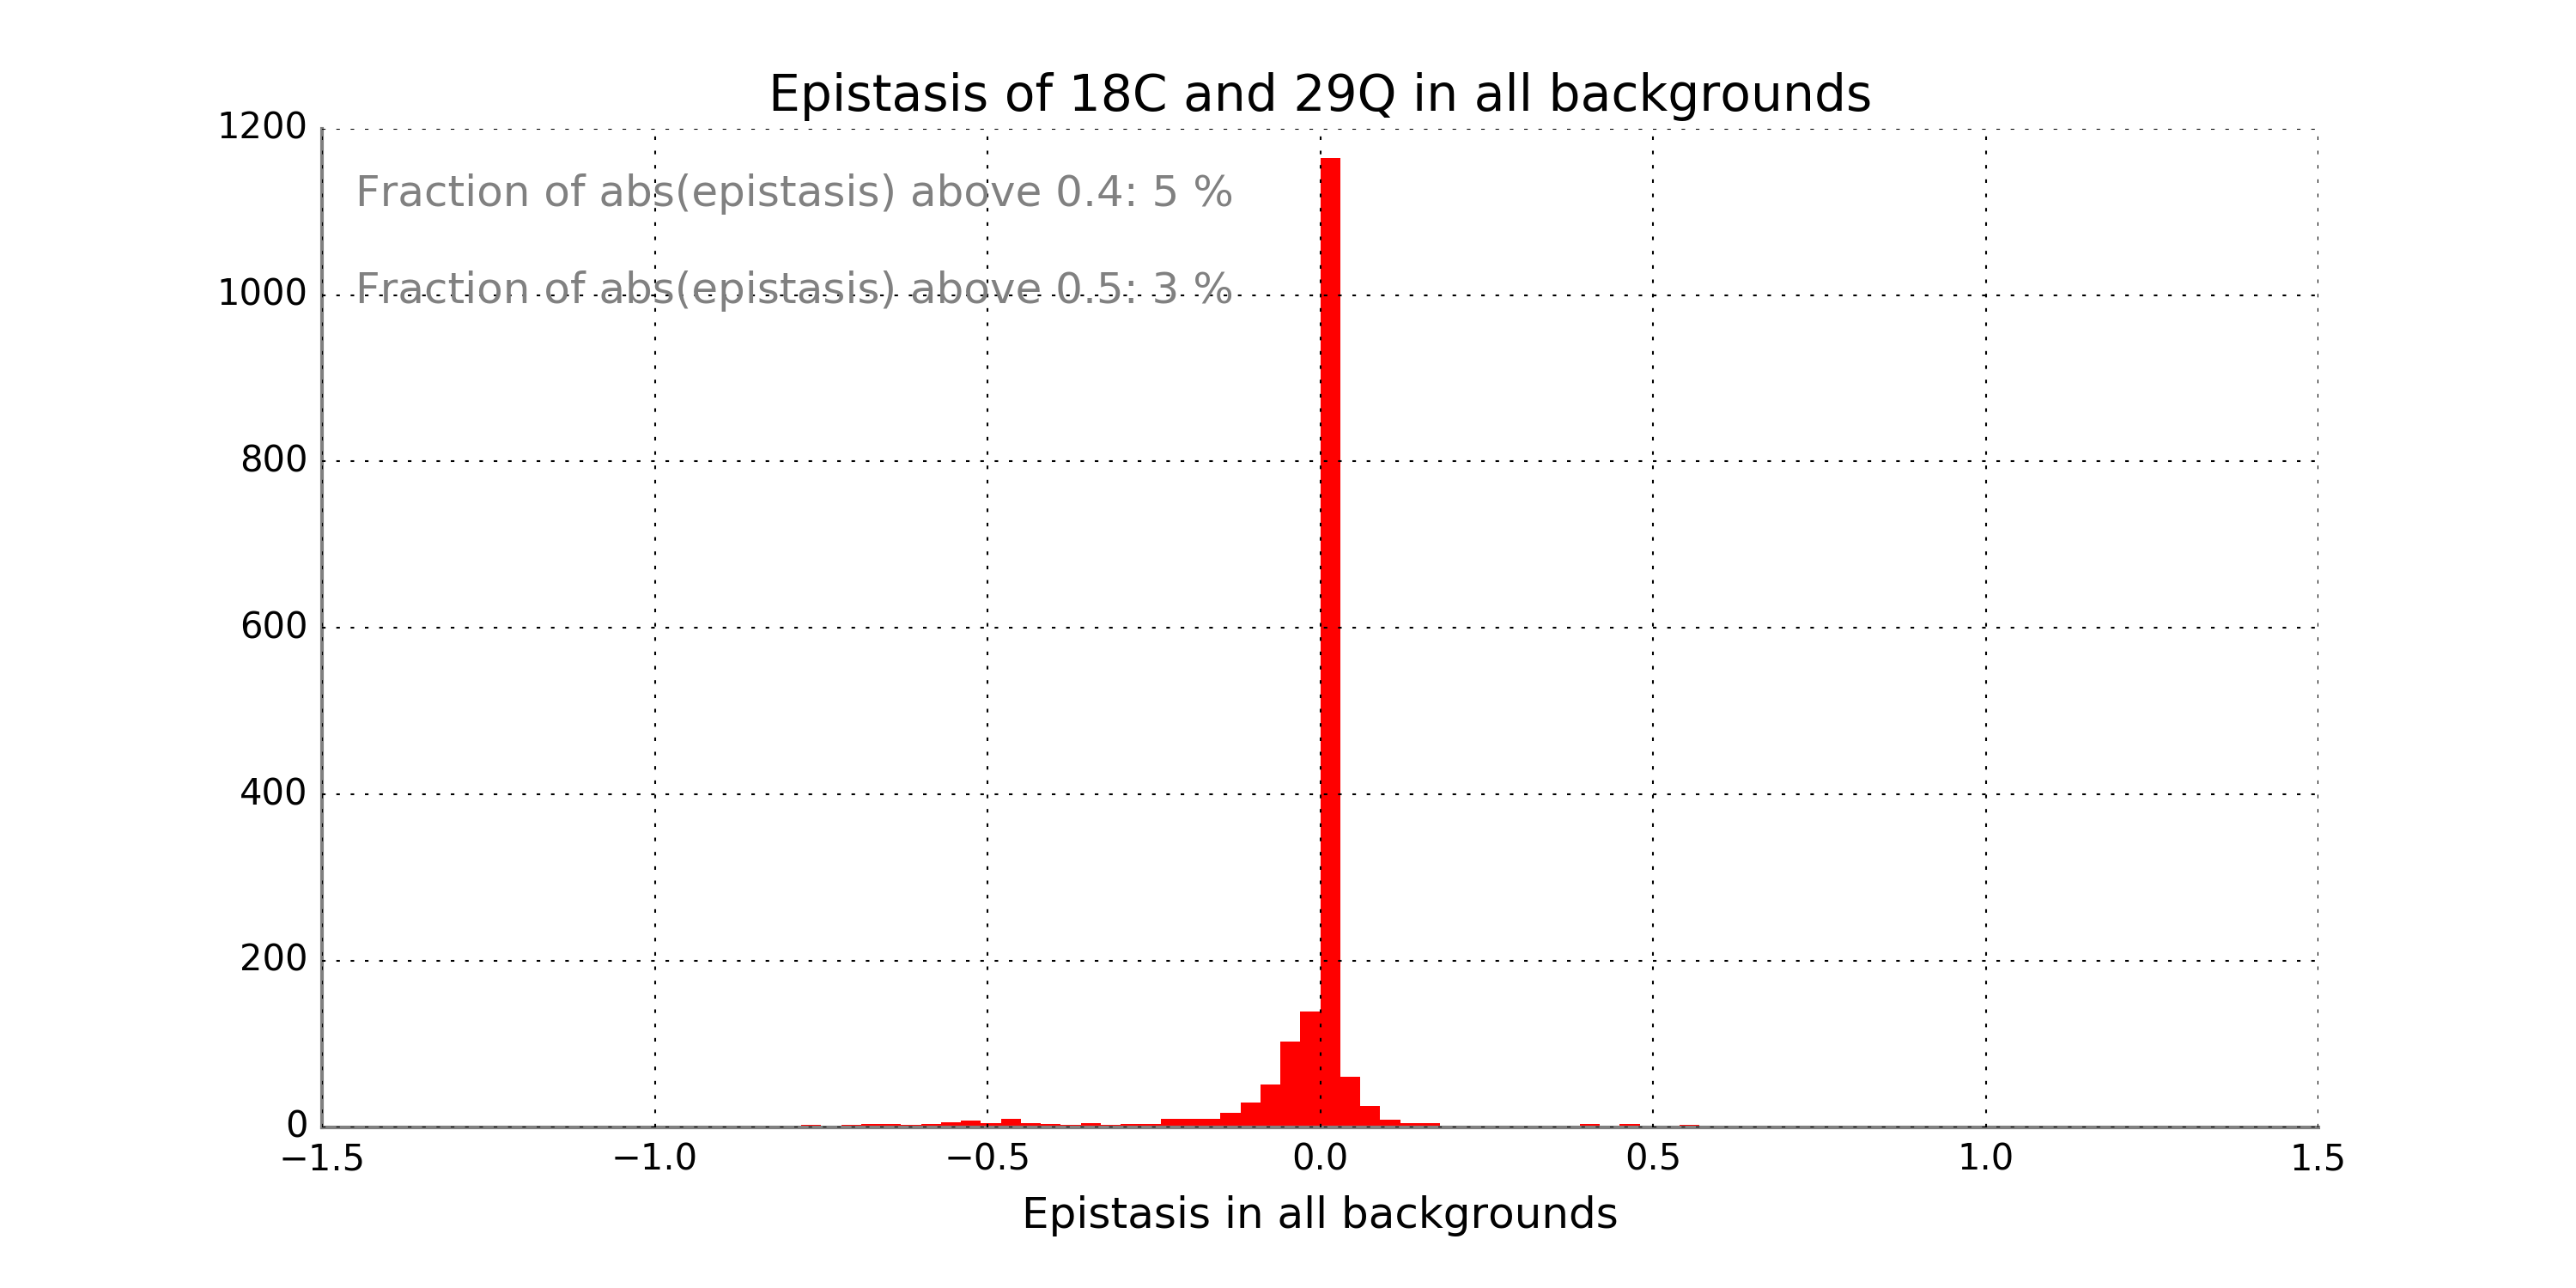 Epistasis of 18C and 29Q in all backgrounds
1200
Fraction of abs(epistasis) above 0.4: 5 %
1000
Fraction of abs(epistasis) above 0.5: 3 %
800
600
400
200
0
−1.5 −1.0 −0.5 0.0 0.5 1.0 1.5
Epistasis in all backgrounds